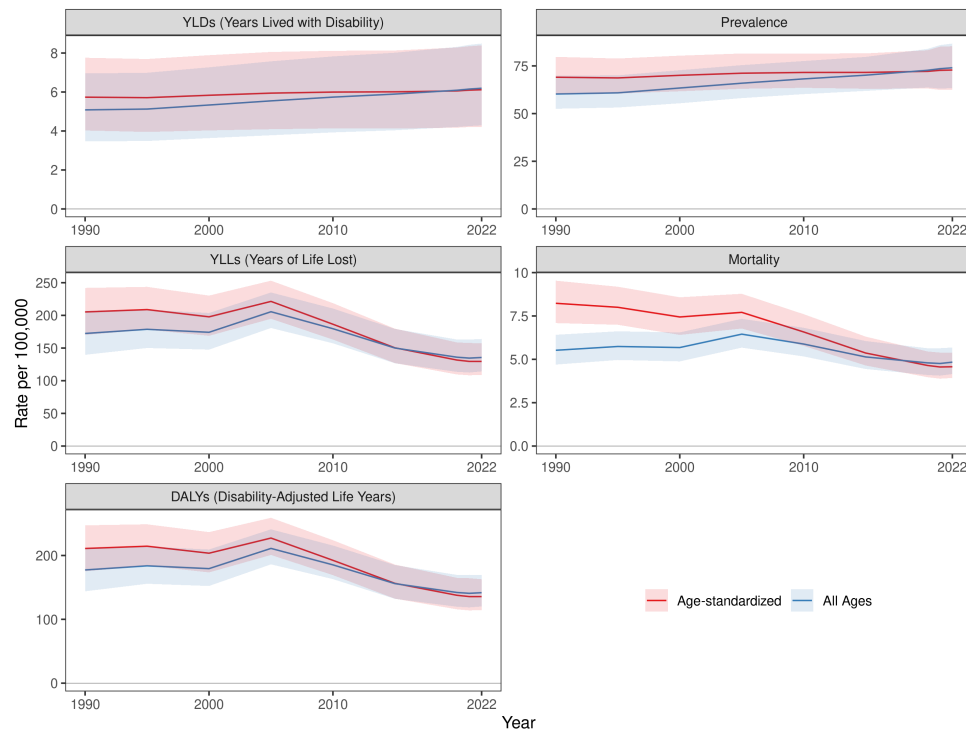 YLDs (Years Lived with Disability)
8
6
4
2
0
1990 2000 2010 2022
Prevalence
75
50
25
0
1990 2000 2010 2022
YLLs (Years of Life Lost)
250
200
150
100
50
0
1990 2000 2010 2022
Mortality
10
7.5
5.0
2.5
0.0
1990 2000 2010 2022
DALYs (Disability-Adjusted Life Years)
200
100
0
1990 2000 2010 2022
Rate per 100,000
Year
Age-standardized All Ages